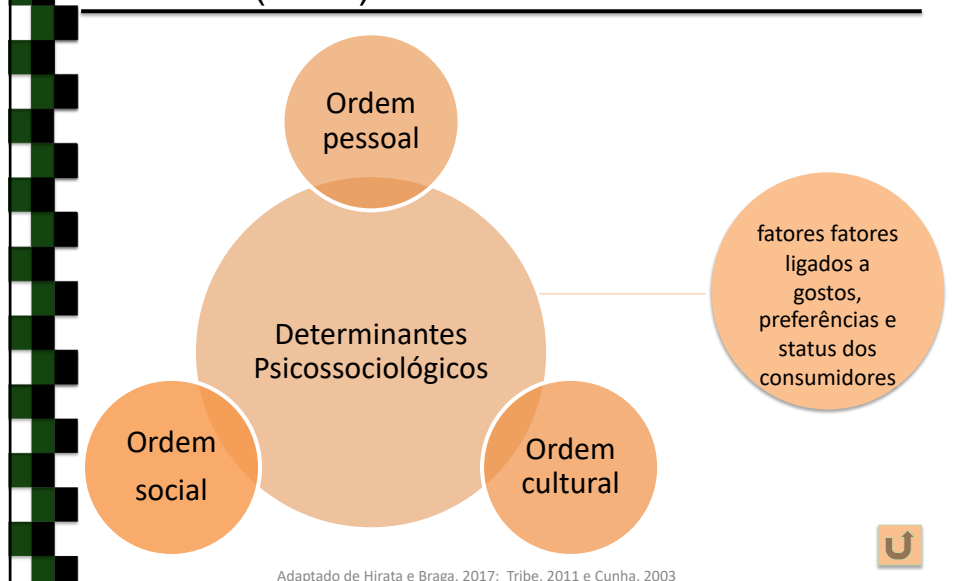 Ordem
pessoal
fatores fatores
ligados a
gostos,
preferências e
status dos
consumidores
Determinantes
Psicossociológicos
Ordem
social
Ordem
cultural
Adaptado de Hirata e Braga, 2017; Tribe, 2011 e Cunha, 2003